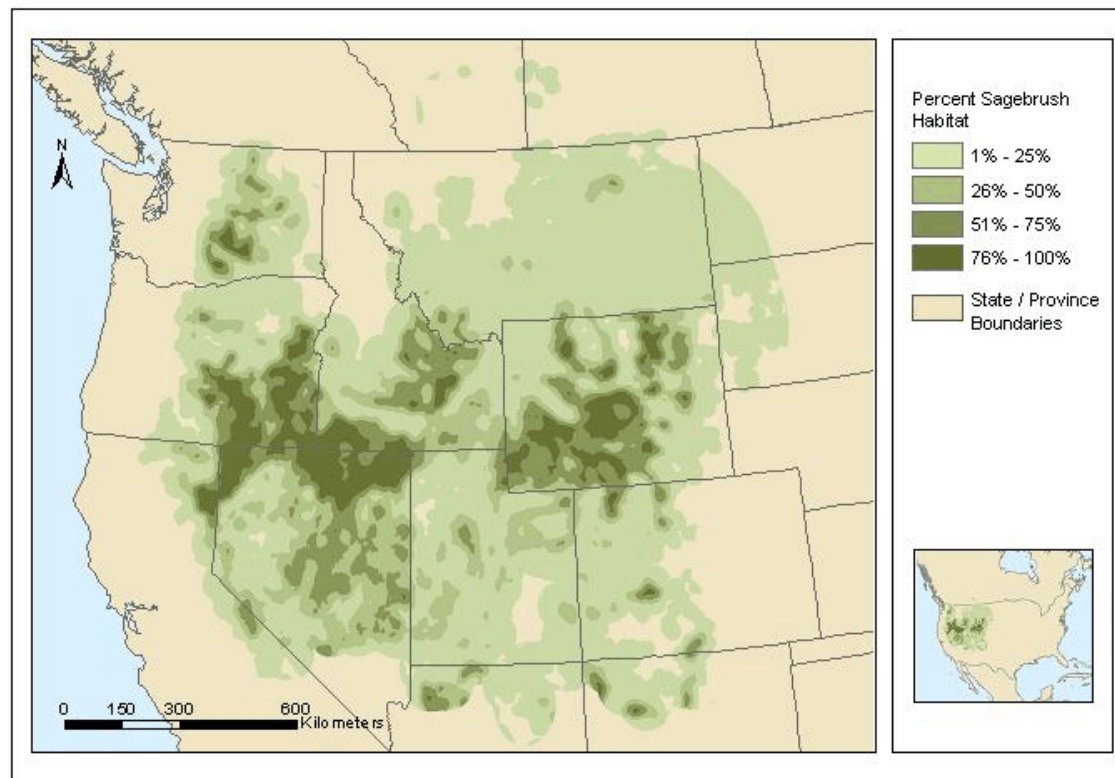 N
0 150 300 600
Kilometers
Percent Sagebrush
Habitat
1% - 25%
26% - 50%
51% - 75%
76% - 100%
State / Province
Boundaries